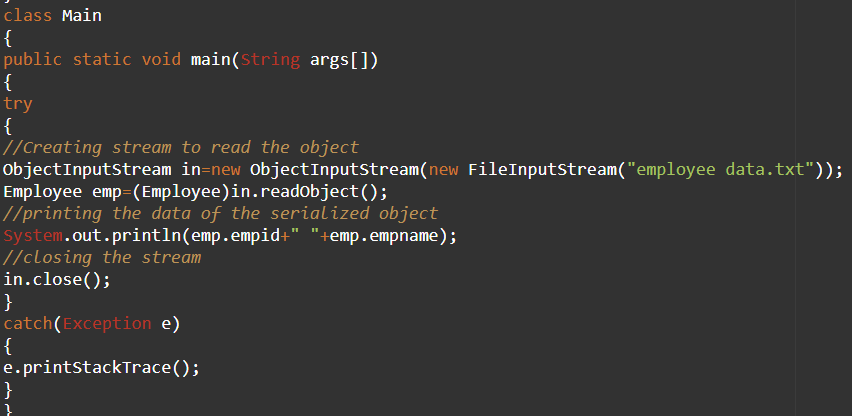 class Main
{
public static void main(String args[])
{
try
{
//Creating stream to read the object
ObjectInputStream in=new ObjectInputStream(new FileInputStream("employee data.txt"));
Employee emp=(Employee)in.readObject();
//printing the data of the serialized object
System.out.println(emp.empid+" "+emp.empname);
//closing the stream
in.close();
}
catch(Exception e)
{
e.printStackTrace();
}
}